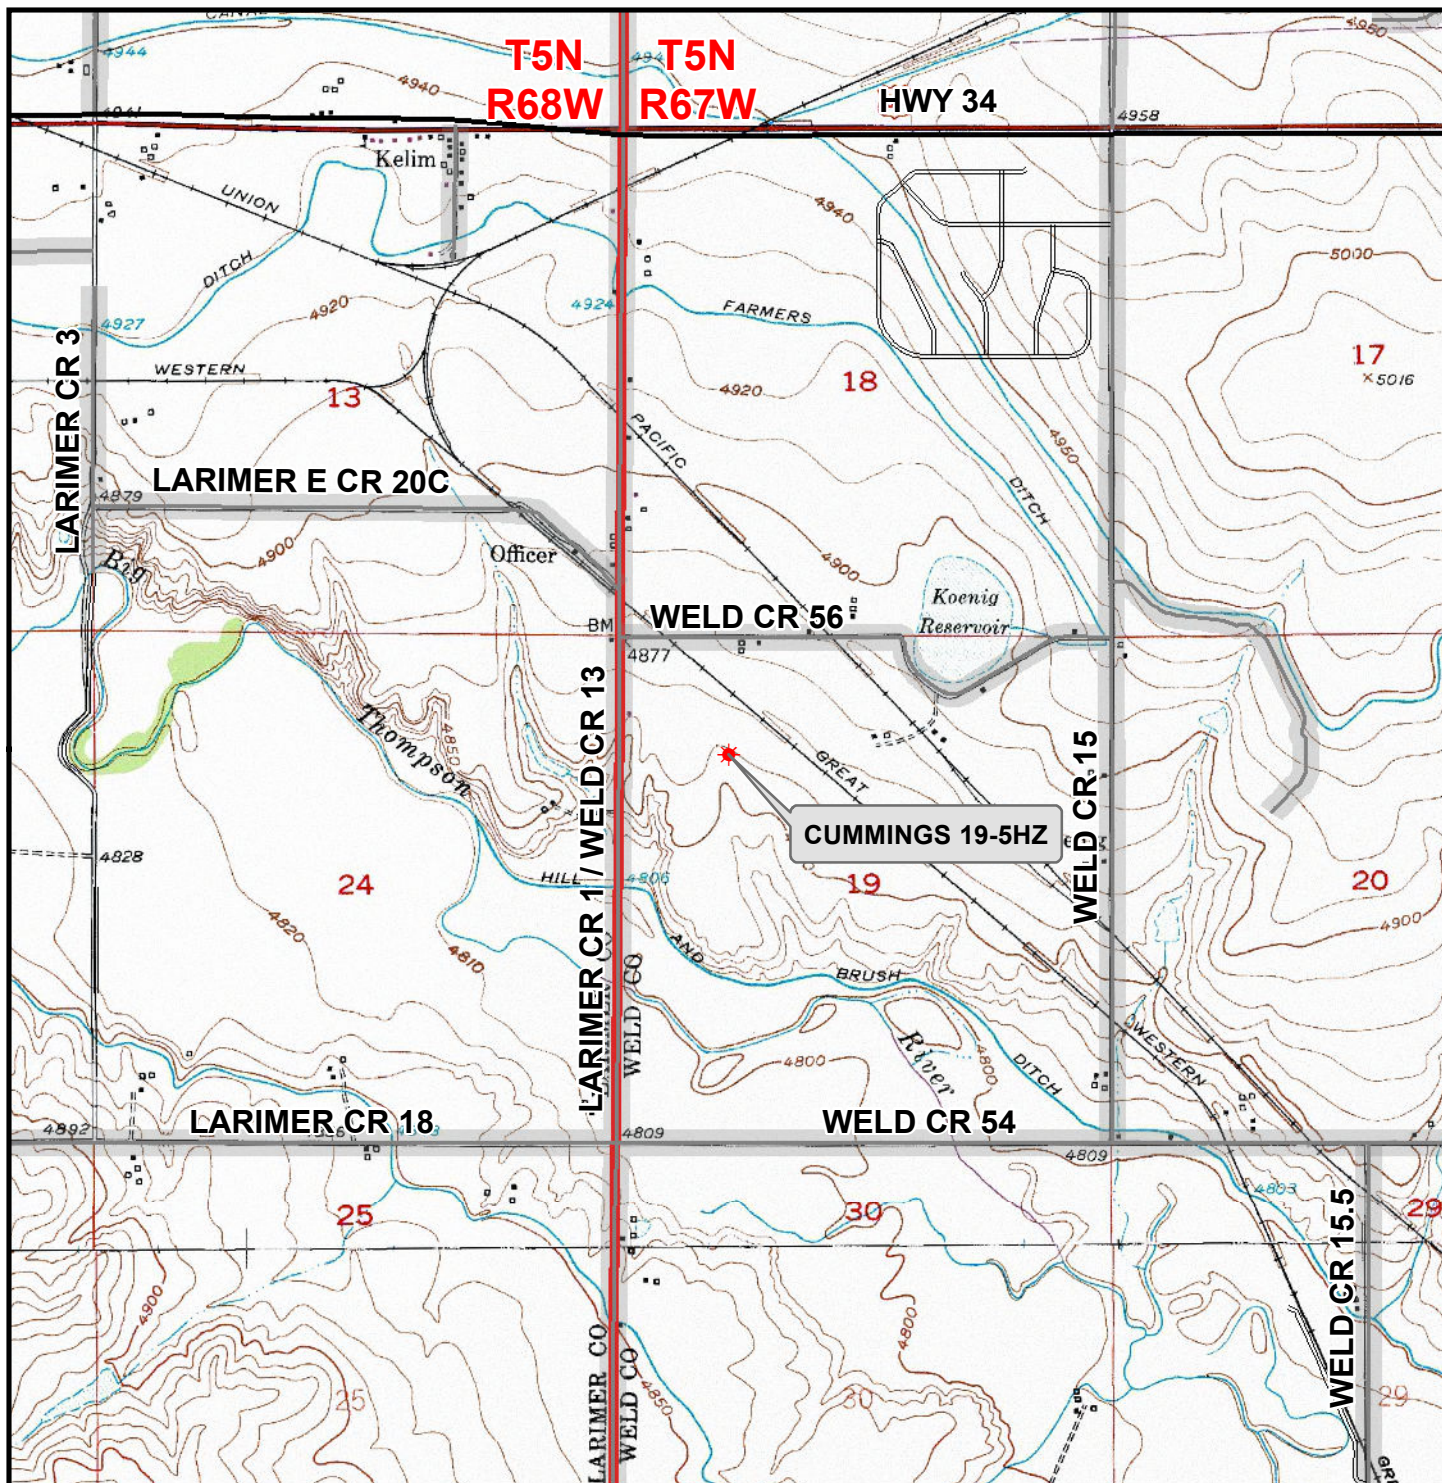 CANAL
4944
T5N
T5N
4950
4940
R68W
R67W
HWY 34
4941
4958
Kelim
UNION
4940
DITCH
5000
4920
4924
FARMERS
4927
LARIMER CR 3
WESTERN
13
4920
18
17
5016
PACIFIC
4950
LARIMER E CR 20C
4879
DITCH
4900
Officer
4900
Big
Koenig
Reservoir
BM
WELD CR 56
4877
Thompson
4850
GREAT
CUMMINGS 19-5HZ
WELD CR 15
LARIMER CR 1 / WELD CR 13
4828
24
HILL
4806
19
20
4820
4900
4810
AND
BRUSH
WELD CO
River
4800
4800
DITCH
WESTERN
LARIMER CR 18
WELD CR 54
4892
4809
4809
4803
25
30
29
WELD CR 15.5
4900
4800
LARIMER CO
WELD CO
4850
25
30
29